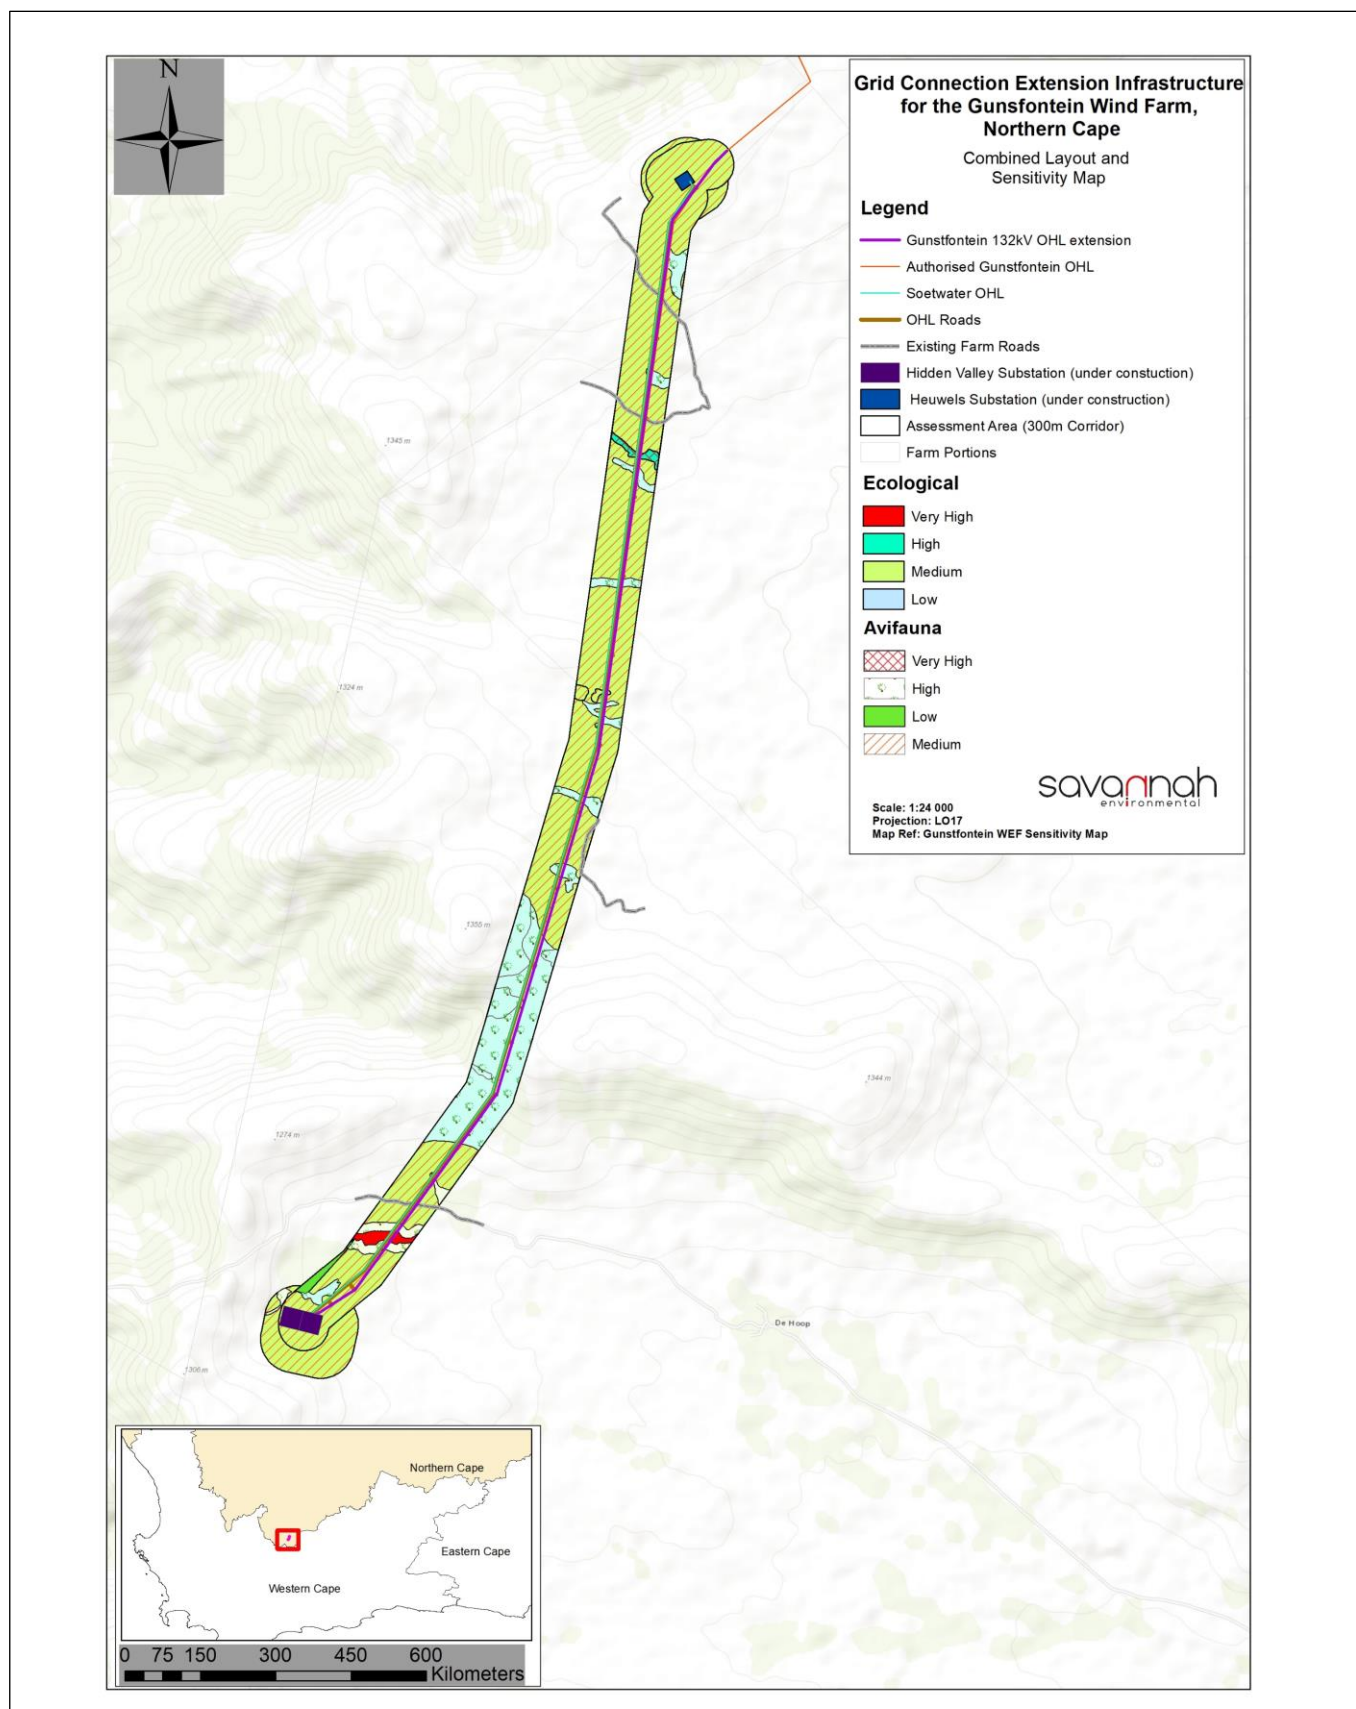 N
Grid Connection Extension Infrastructure
for the Gunsfontein Wind Farm,
Northern Cape
Combined Layout and
Sensitivity Map
Legend
Gunstfontein 132kV OHL extension
Authorised Gunstfontein OHL
Soetwater OHL
OHL Roads
Existing Farm Roads
Hidden Valley Substation (under constuction)
Heuwels Substation (under construction)
Assessment Area (300m Corridor)
Farm Portions
Ecological
Very High
High
Medium
Low
Avifauna
Very High
High
Low
Medium
savannah
environmental
Scale: 1:24 000
Projection: LO17
Map Ref: Gunstfontein WEF Sensitivity Map
1345 m
1324 m
1355 m
1344 m
1274 m
De Hoop
1306 m
Northern Cape
Eastern Cape
Western Cape
0 75 150 300 450 600
Kilometers